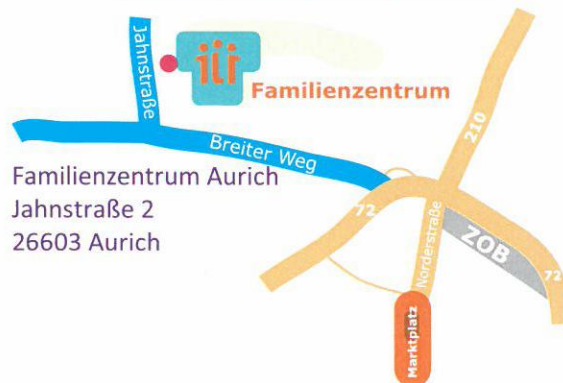 Jahnstraße
ili
Familienzentrum
210
Breiter Weg
Familienzentrum Aurich
Jahnstraße 2
26603 Aurich
72
Norderstraße
ZOB
72
Marktplatz